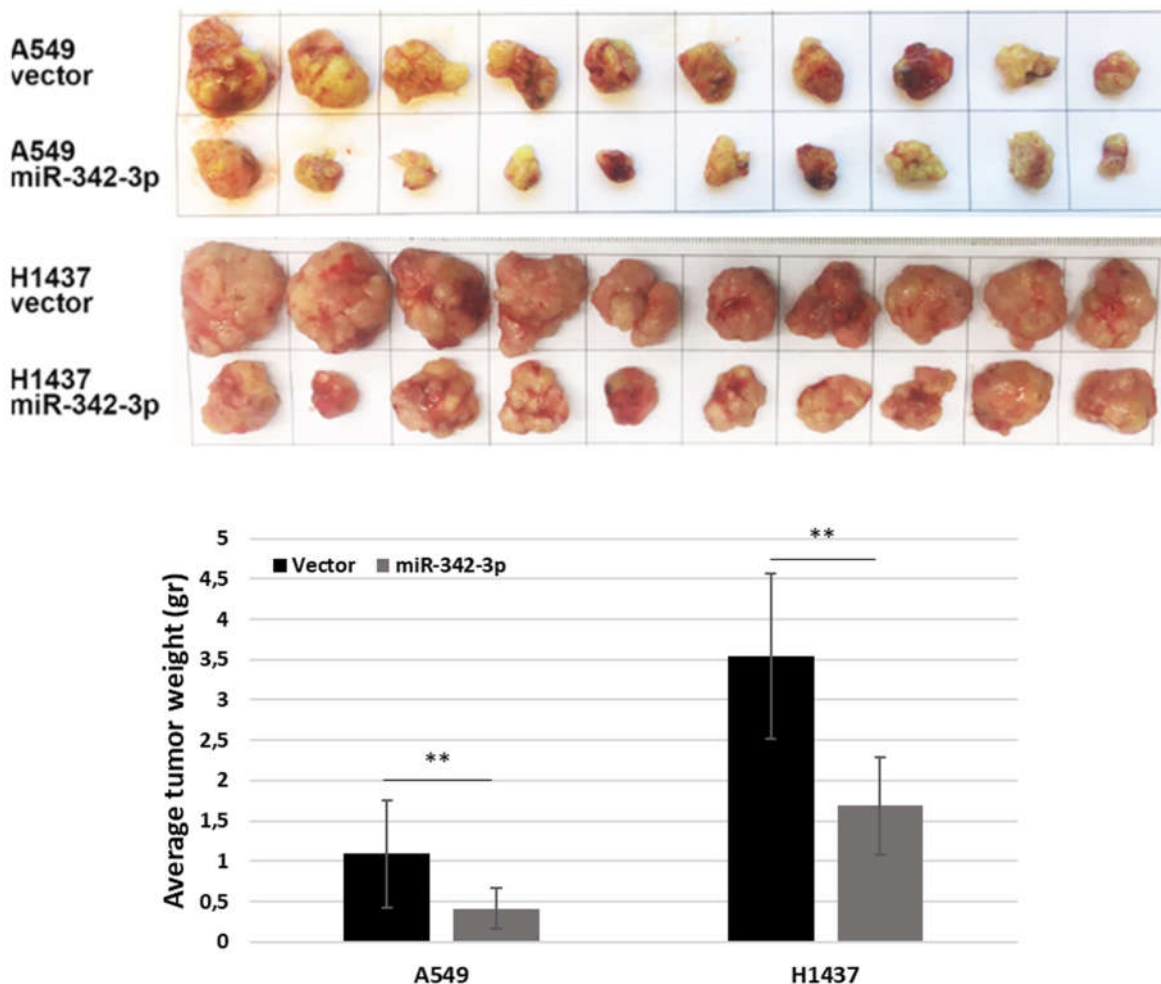 A549
vector
A549
miR-342-3p
H1437
vector
H1437
miR-342-3p
Average tumor weight (gr)
5
4,5
4
3,5
3
2,5
2
1,5
1
0,5
0
Vector miR-342-3p
**
**
A549 H1437